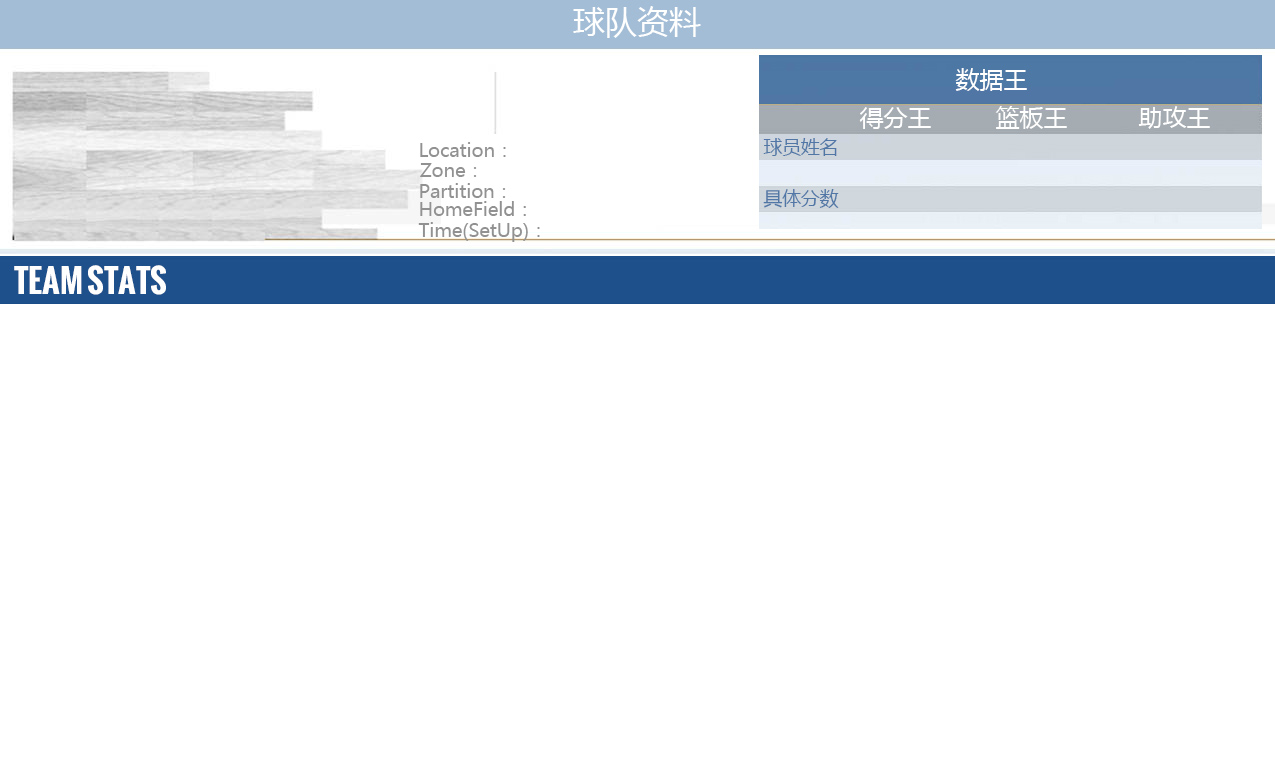 球队资料
数据王
得分王 篮板王 助攻王
球员姓名
具体分数
Location：
Zone：
Partition：
HomeField：
Time(SetUp)：
TEAM STATS